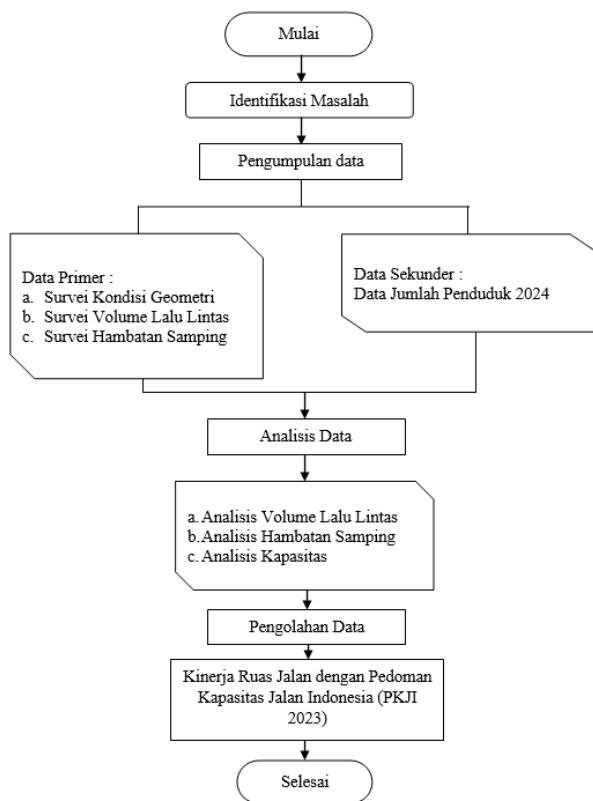 Mulai
Identifikasi Masalah
Pengumpulan data
Data Primer :
a. Survei Kondisi Geometri
b. Survei Volume Lalu Lintas
c. Survei Hambatan Samping
Data Sekunder :
Data Jumlah Penduduk 2024
Analisis Data
a. Analisis Volume Lalu Lintas
b. Analisis Hambatan Samping
c. Analisis Kapasitas
Pengolahan Data
Kinerja Ruas Jalan dengan Pedoman
Kapasitas Jalan Indonesia (PKJI
2023)
Selesai